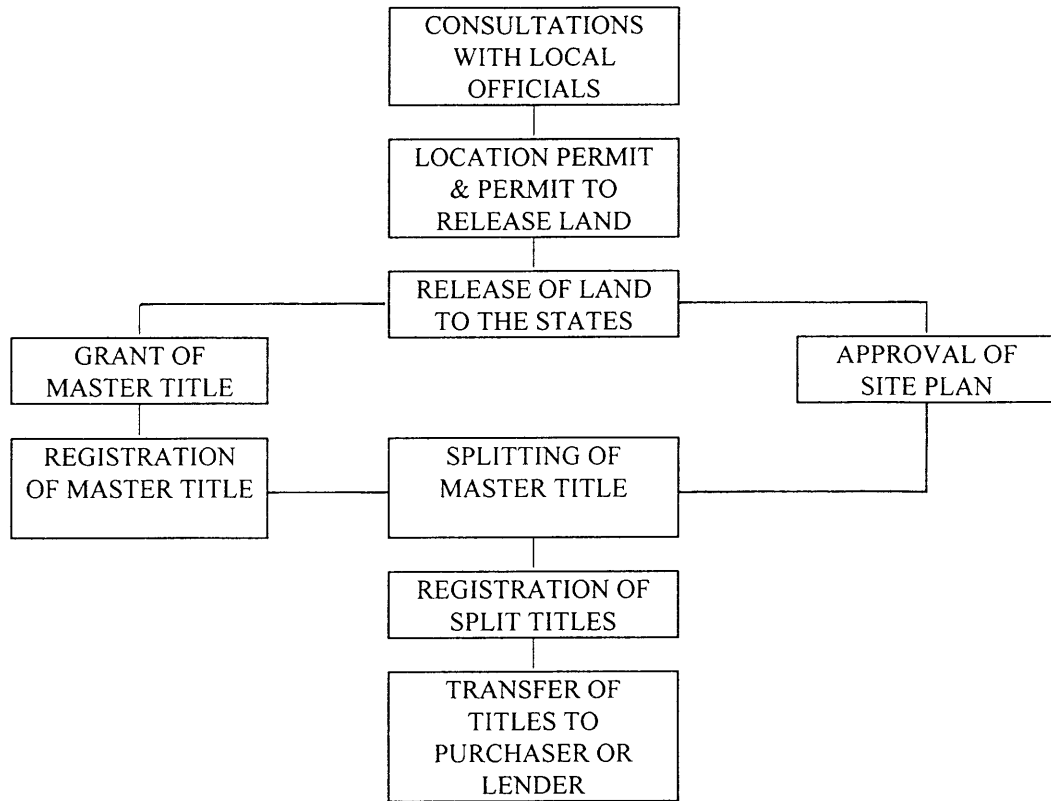 CONSULTATIONS
WITH LOCAL
OFFICIALS
LOCATION PERMIT
& PERMIT TO
RELEASE LAND
RELEASE OF LAND
TO THE STATES
GRANT OF
MASTER TITLE
APPROVAL OF
SITE PLAN
REGISTRATION
OF MASTER TITLE
SPLITTING OF
MASTER TITLE
REGISTRATION OF
SPLIT TITLES
TRANSFER OF
TITLES TO
PURCHASER OR
LENDER